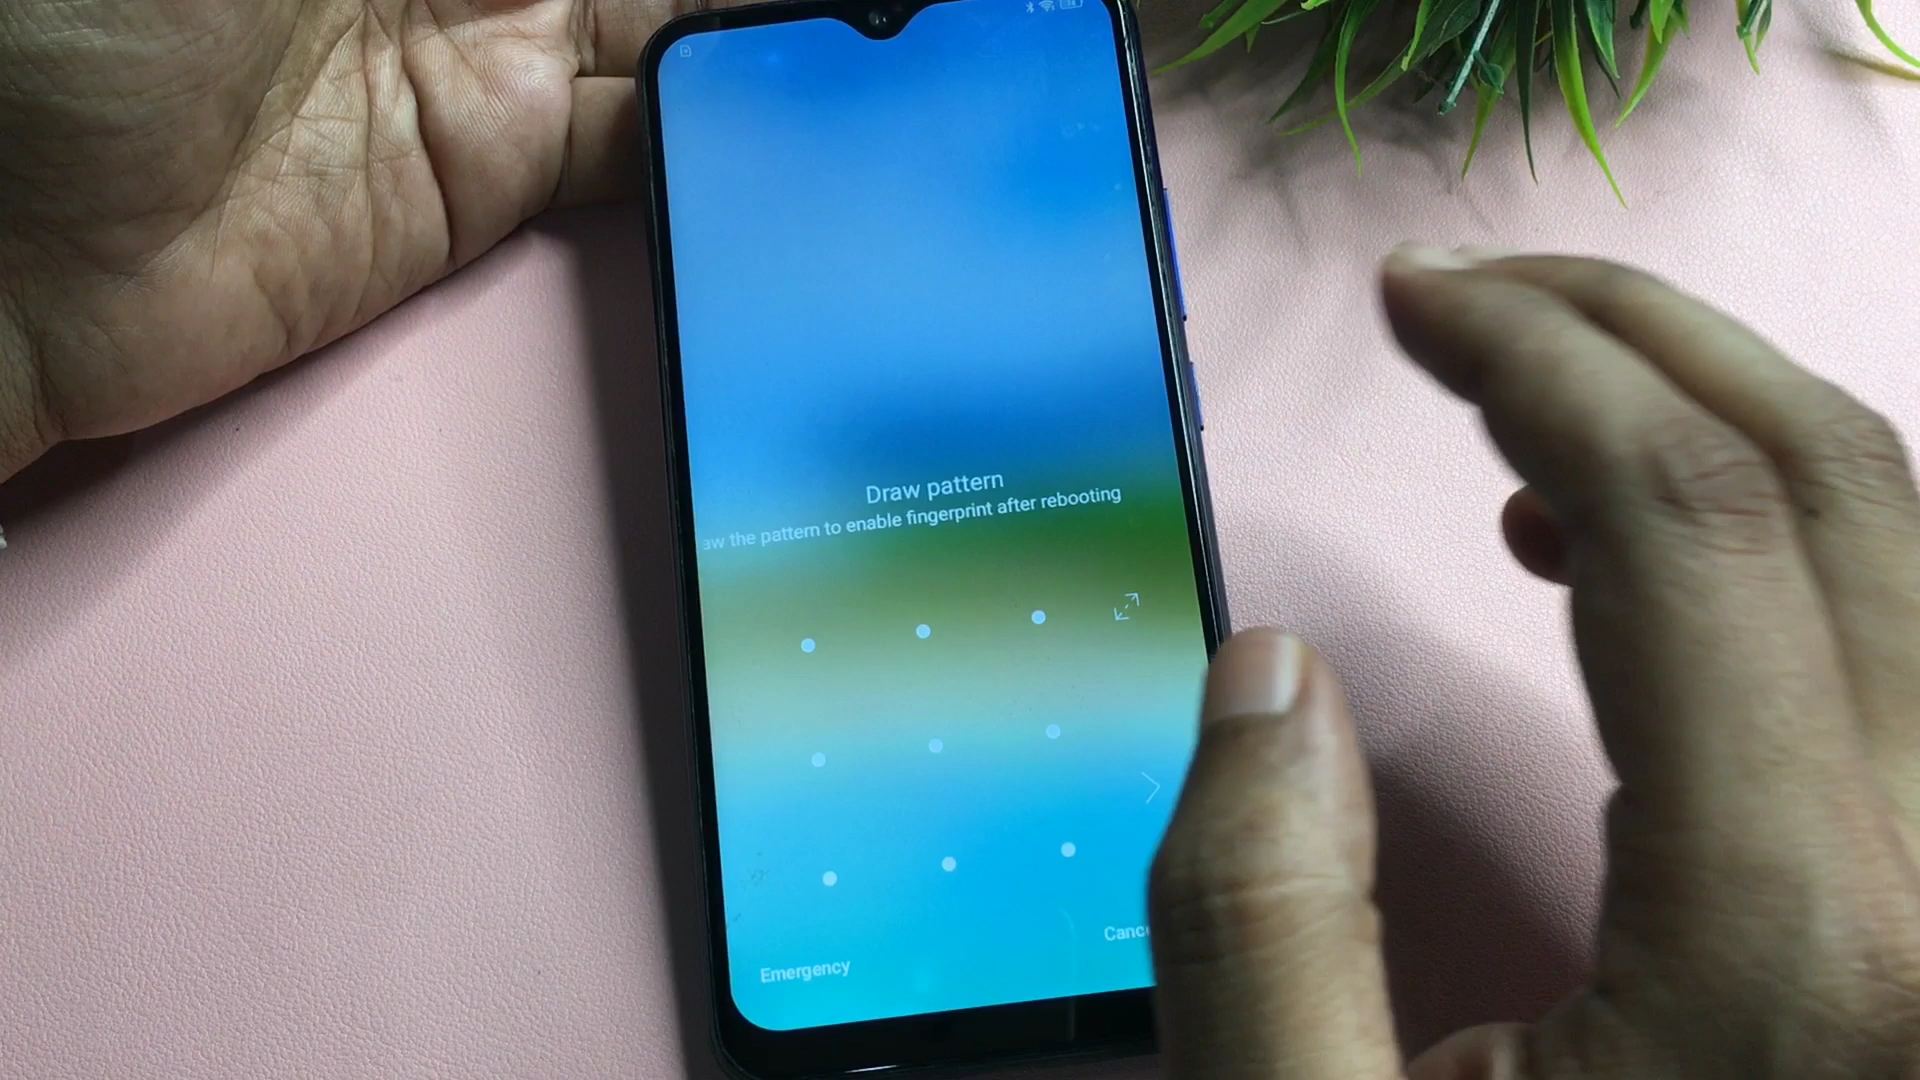 Draw pattern
aw the pattern to enable fingerprint after rebooting
Emergency
Canc